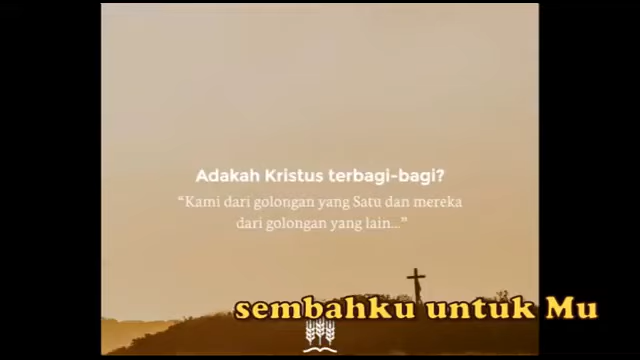 Adakah Kristus terbagi-bagi?
“Kami dari golongan yang Satu dan mereka
dari golongan yang lain...”
sembahku untuk Mu